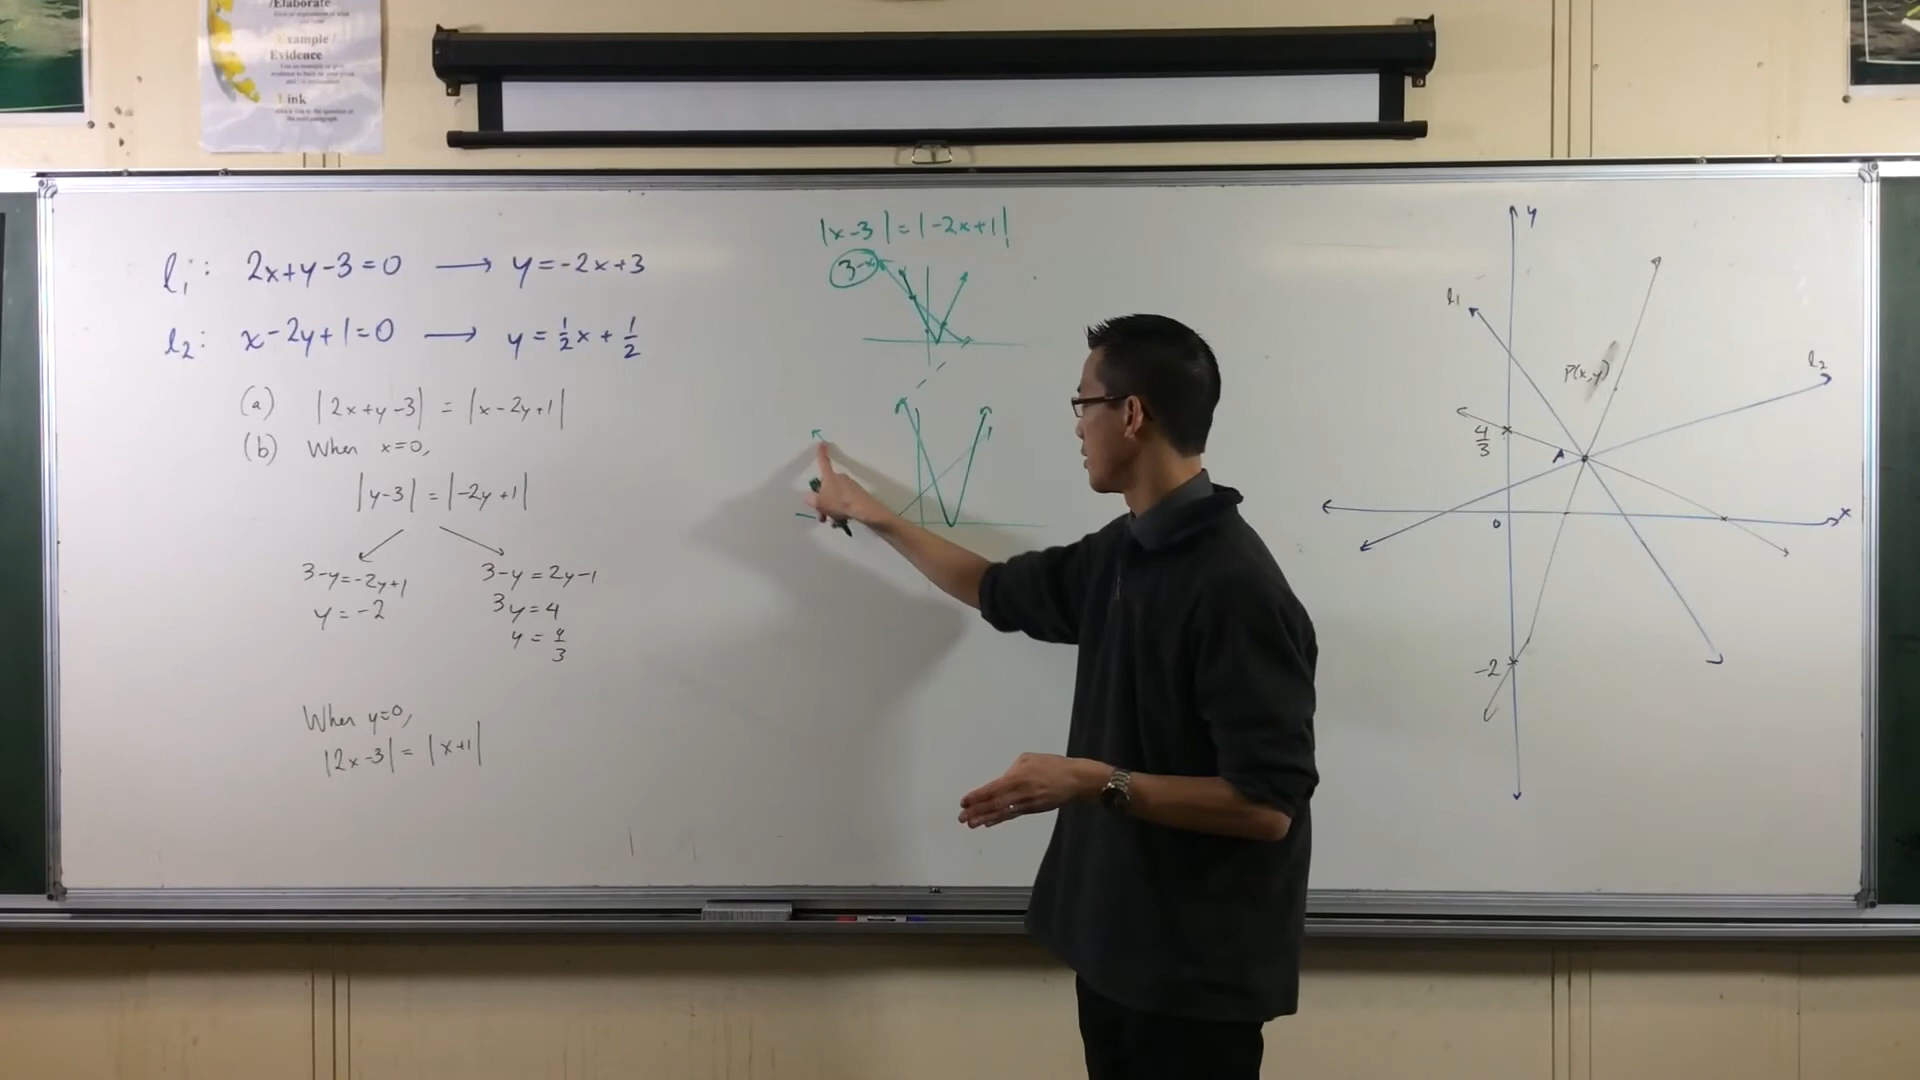 /Elaborate
Example /
Evidence
Link
l₁: 2x+y-3=0 → y=-2x+3
l₂: x-2y+1=0 → y=½x+½
(a) |2x+y-3| = |x-2y+1|
(b) When x=0,
|y-3| = |-2y+1|
3-y=-2y+1
y=-2
3-y=2y-1
3y=4
y=4/3
When y=0,
|2x-3| = |x+1|
|x-3|=|-2x+1|
3-x
y
l₁
P(x,y)
l₂
4/3
A
0
x
-2